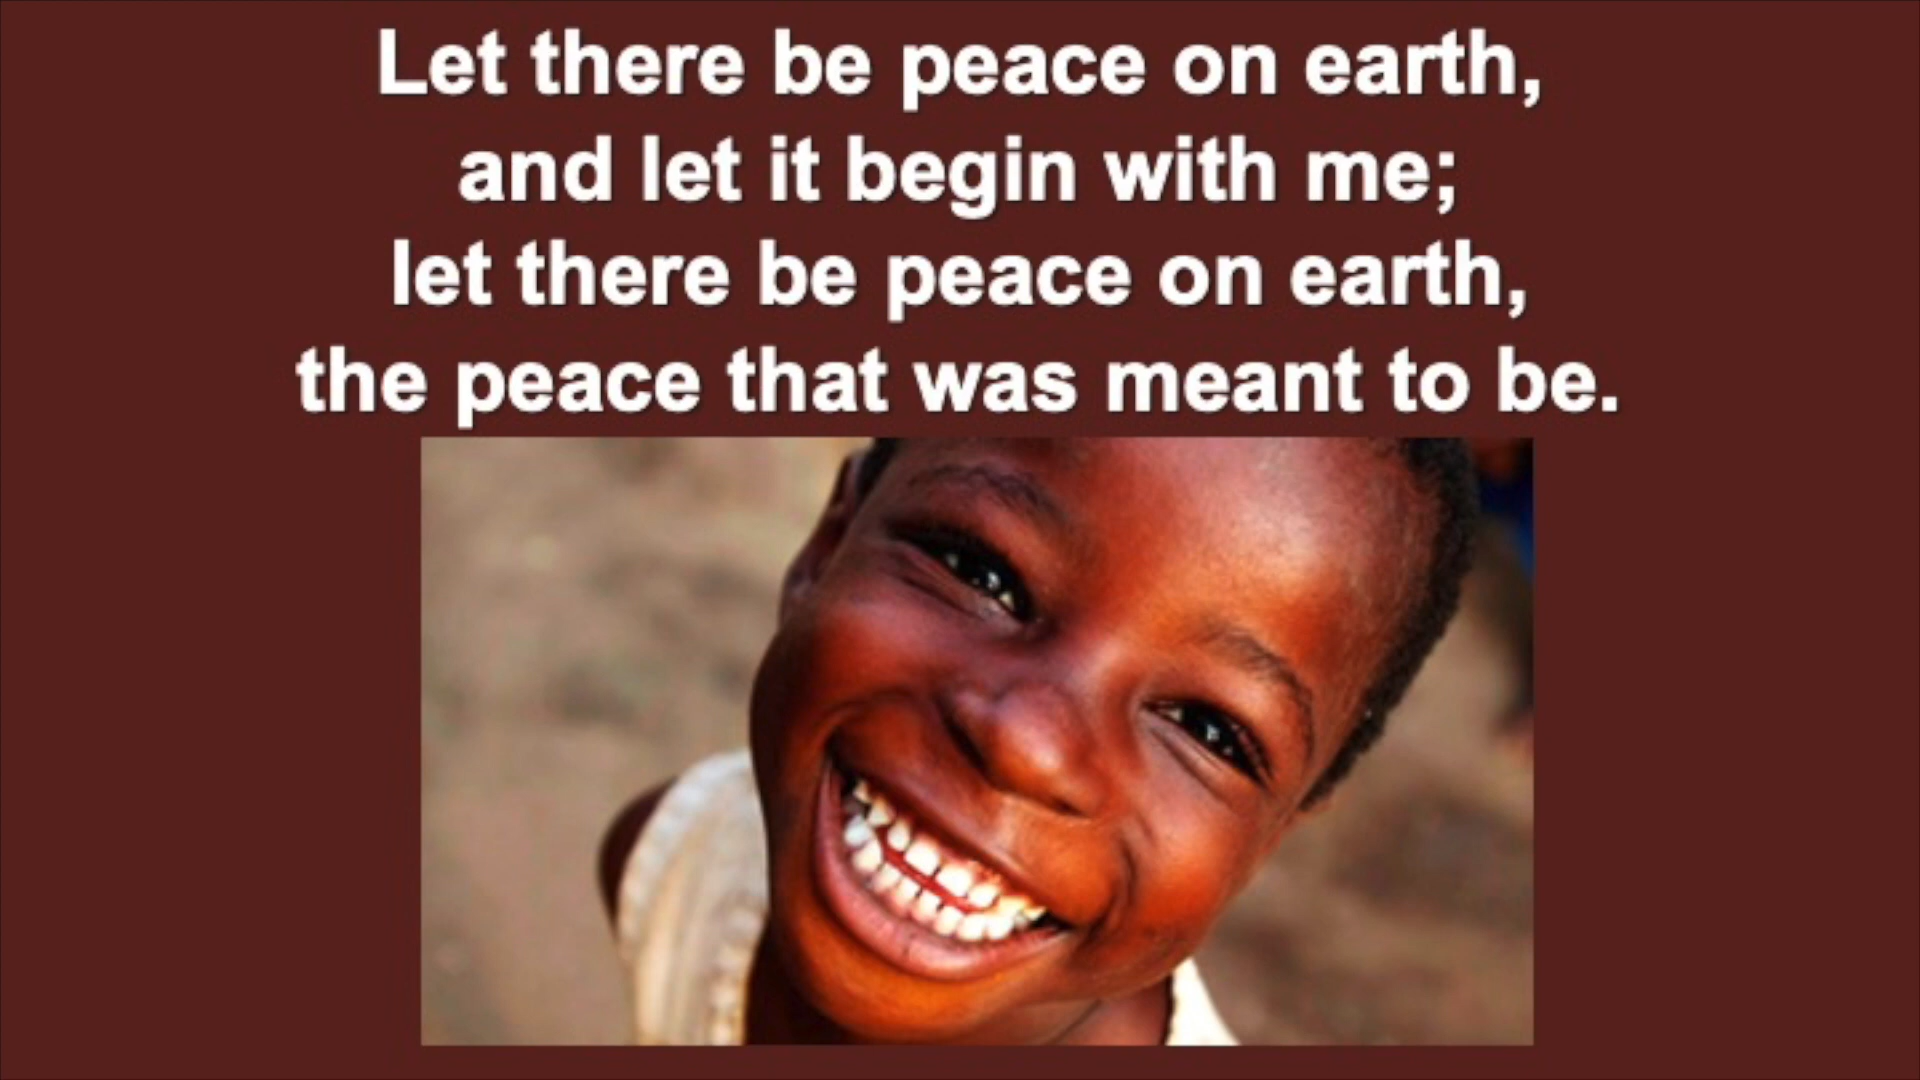 Let there be peace on earth,
and let it begin with me;
let there be peace on earth,
the peace that was meant to be.